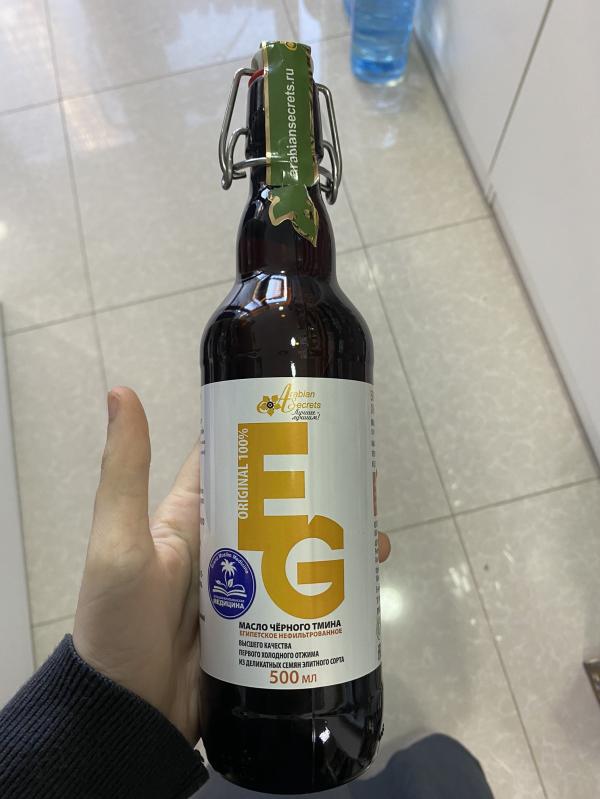 arabiansecrets.ru
Arabian
Secrets
Лучшее
лучшим!
ORIGINAL 100%
EG
МЕДИЦИНА
МАСЛО ЧЁРНОГО ТМИНА
ЕГИПЕТСКОЕ НЕФИЛЬТРОВАННОЕ
ВЫСШЕГО КАЧЕСТВА
ПЕРВОГО ХОЛОДНОГО ОТЖИМА
ИЗ ДЕЛИКАТНЫХ СЕМЯН ЭЛИТНОГО СОРТА
500 МЛ